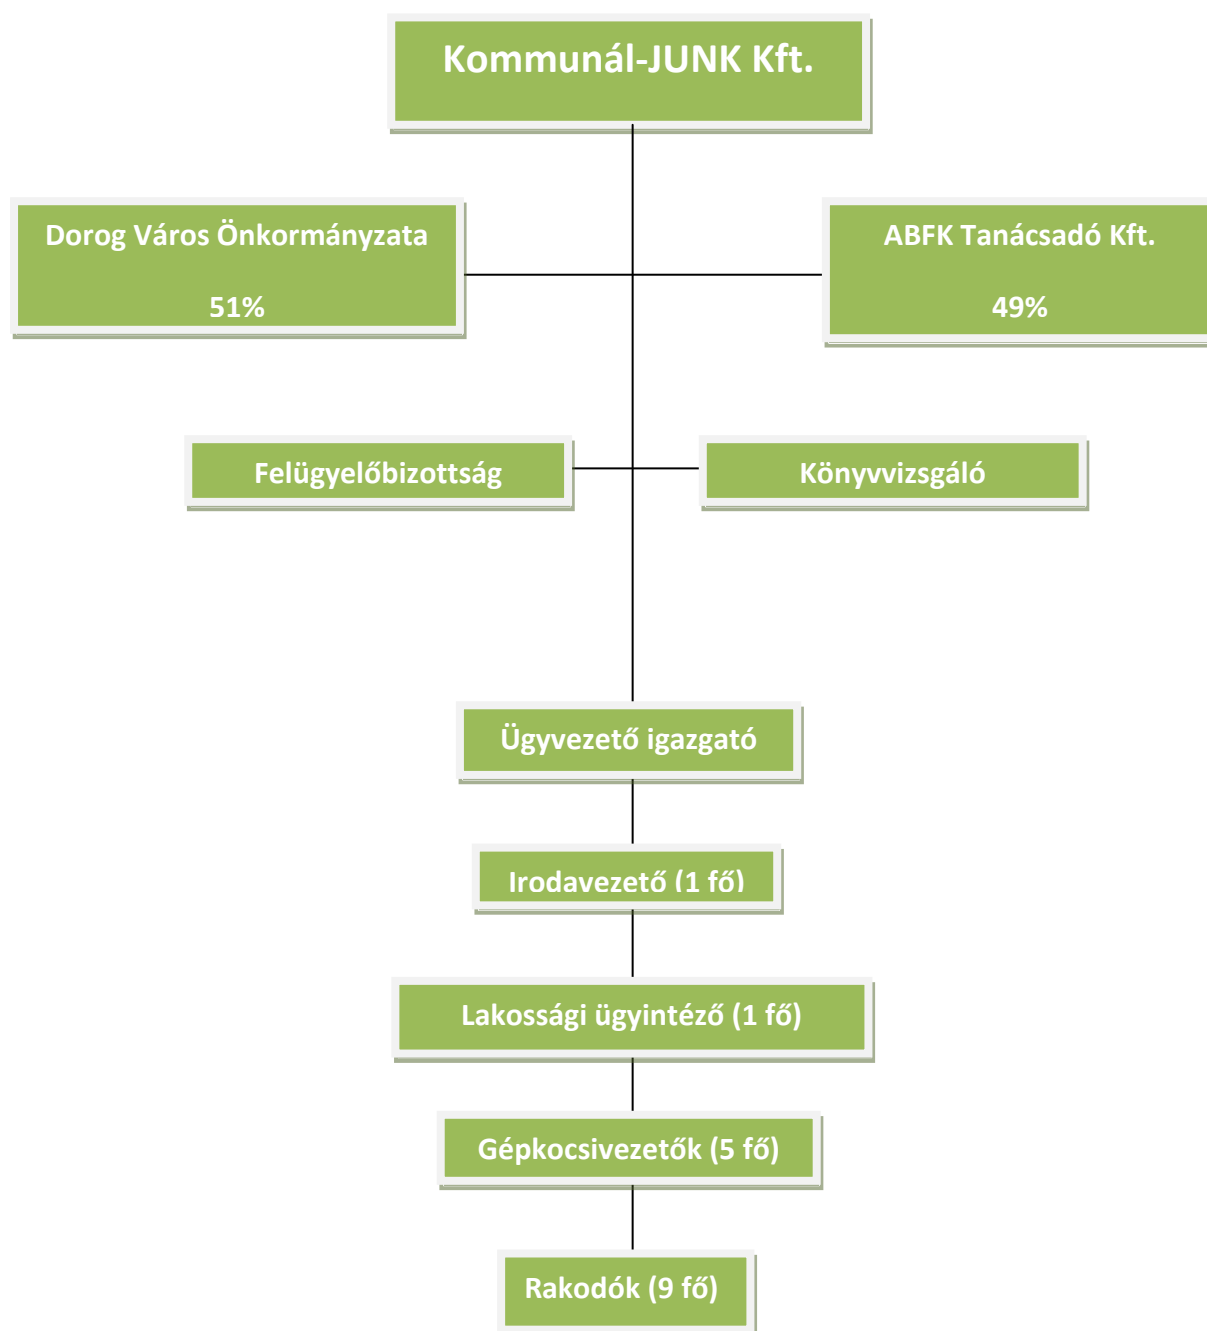 Kommunál-JUNK Kft.
Dorog Város Önkormányzata
51%
ABFK Tanácsadó Kft.
49%
Felügyelőbizottság
Könyvvizsgáló
Ügyvezető igazgató
Irodavezető (1 fő)
Lakossági ügyintéző (1 fő)
Gépkocsivezetők (5 fő)
Rakodók (9 fő)